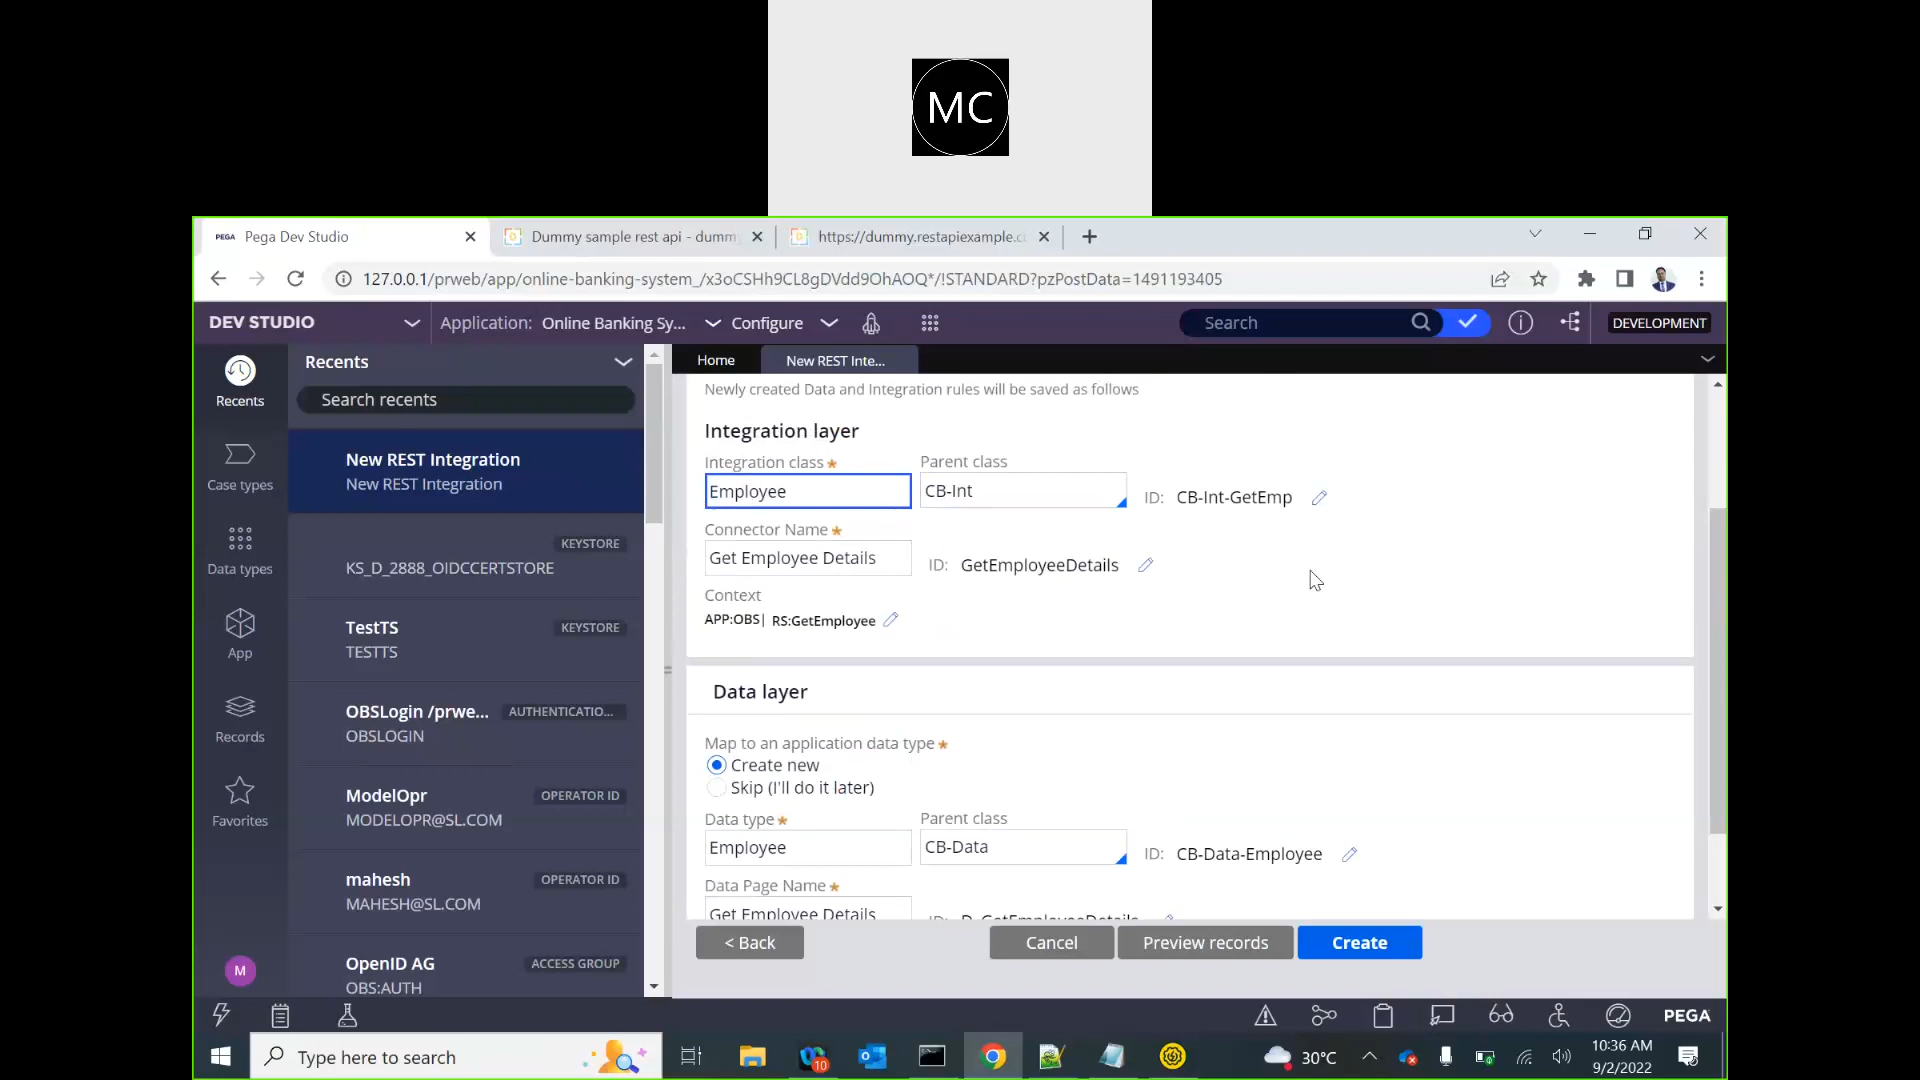 MC
PEGA Pega Dev Studio
Dummy sample rest api - dumm
https://dummy.restapiexample.c
127.0.0.1/prweb/app/online-banking-system_/x3oCSHh9CL8gDVdd9OhAOQ*/!STANDARD?pzPostData=1491193405
DEV STUDIO
Application: Online Banking Sy...
Configure
Search
DEVELOPMENT
Recents
Case types
Data types
App
Records
Favorites
M
Recents
Search recents
New REST Integration
New REST Integration
KEYSTORE
KS_D_2888_OIDCCERTSTORE
TestTS KEYSTORE
TESTTS
OBSLogin /prwe... AUTHENTICATIO...
OBSLOGIN
ModelOpr OPERATOR ID
MODELOPR@SL.COM
mahesh OPERATOR ID
MAHESH@SL.COM
OpenID AG ACCESS GROUP
OBS:AUTH
Home New REST Inte...
Newly created Data and Integration rules will be saved as follows
Integration layer
Integration class * Parent class
Employee CB-Int ID: CB-Int-GetEmp
Connector Name *
Get Employee Details ID: GetEmployeeDetails
Context
APP:OBS| RS:GetEmployee
Data layer
Map to an application data type *
Create new
Skip (I'll do it later)
Data type * Parent class
Employee CB-Data ID: CB-Data-Employee
Data Page Name *
Get Employee Details ID: D_GetEmployeeDetails
< Back Cancel Preview records Create
PEGA
Type here to search
10
30°C
10:36 AM
9/2/2022